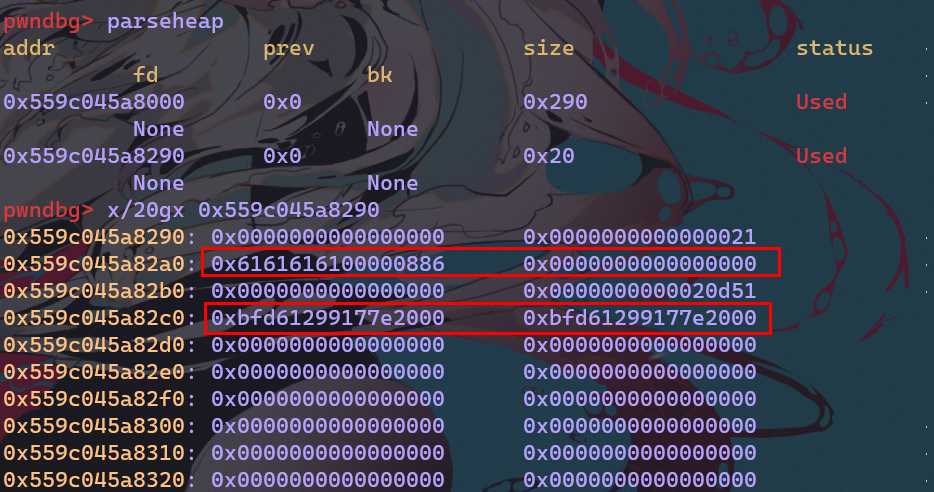 pwndbg> parseheap
addr prev size status
fd bk
0x559c045a8000 0x0 0x290 Used
None None
0x559c045a8290 0x0 0x20 Used
None None
pwndbg> x/20gx 0x559c045a8290
0x559c045a8290: 0x0000000000000000 0x0000000000000021
0x559c045a82a0: 0x6161616100000886 0x0000000000000000
0x559c045a82b0: 0x0000000000000000 0x0000000000020d51
0x559c045a82c0: 0xbfd61299177e2000 0xbfd61299177e2000
0x559c045a82d0: 0x0000000000000000 0x0000000000000000
0x559c045a82e0: 0x0000000000000000 0x0000000000000000
0x559c045a82f0: 0x0000000000000000 0x0000000000000000
0x559c045a8300: 0x0000000000000000 0x0000000000000000
0x559c045a8310: 0x0000000000000000 0x0000000000000000
0x559c045a8320: 0x0000000000000000 0x0000000000000000